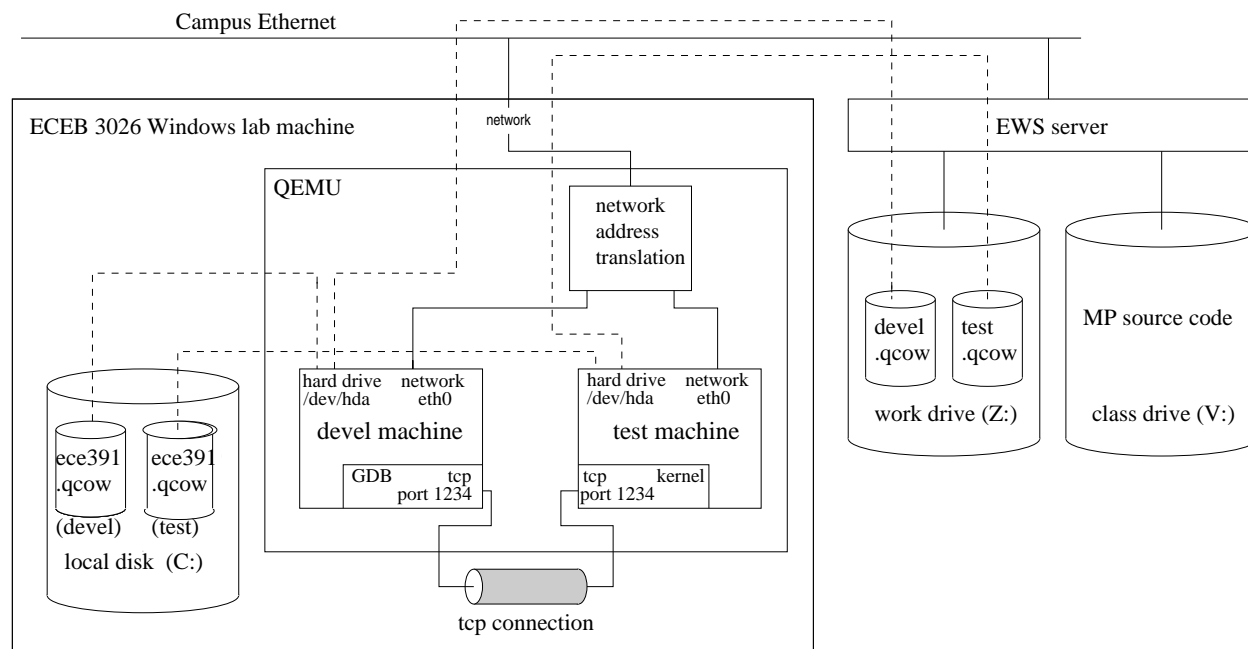 Campus Ethernet
ECEB 3026 Windows lab machine
network
EWS server
QEMU
network
address
translation
devel
.qcow
test
.qcow
MP source code
work drive (Z:)
class drive (V:)
hard drive
/dev/hda
network
eth0
devel machine
GDB
tcp
port 1234
hard drive
/dev/hda
network
eth0
test machine
tcp
port 1234
kernel
ece391
.qcow
(devel)
ece391
.qcow
(test)
local disk (C:)
tcp connection